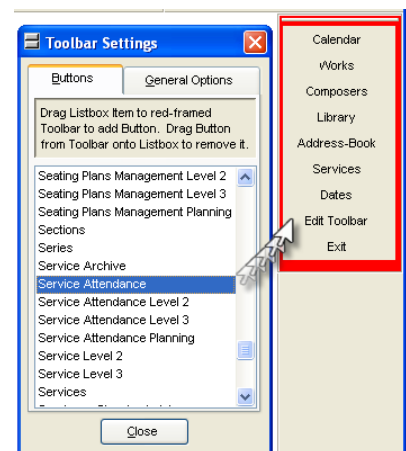 Toolbar Settings
Buttons
General Options
Drag Listbox Item to red-framed
Toolbar to add Button. Drag Button
from Toolbar onto Listbox to remove it.
Seating Plans Management Level 2
Seating Plans Management Level 3
Seating Plans Management Planning
Sections
Series
Service Archive
Service Attendance
Service Attendance Level 2
Service Attendance Level 3
Service Attendance Planning
Service Level 2
Service Level 3
Services
Close
Calendar
Works
Composers
Library
Address-Book
Services
Dates
Edit Toolbar
Exit